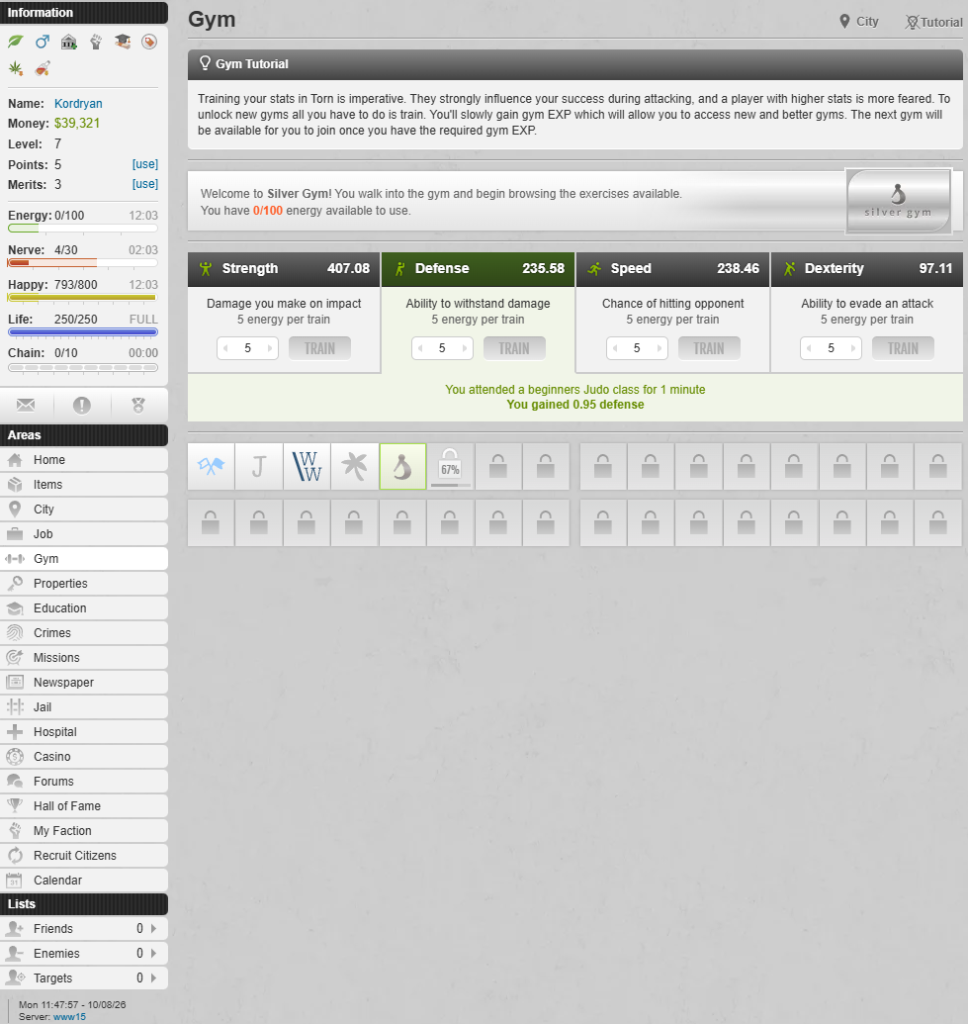 Information
Name: Kordryan
Money: $39,321
Level: 7
Points: 5 [use]
Merits: 3 [use]
Energy: 0/100 12:03
Nerve: 4/30 02:03
Happy: 793/800 12:03
Life: 250/250 FULL
Chain: 0/10 00:00
Areas
Home
Items
City
Job
Gym
Properties
Education
Crimes
Missions
Newspaper
Jail
Hospital
Casino
Forums
Hall of Fame
My Faction
Recruit Citizens
31 Calendar
Lists
Friends 0
Enemies 0
Targets 0
Mon 11:47:57 - 10/08/26
Server: www15
Gym
City
Tutorial
Gym Tutorial
Training your stats in Torn is imperative. They strongly influence your success during attacking, and a player with higher stats is more feared. To
unlock new gyms all you have to do is train. You'll slowly gain gym EXP which will allow you to access new and better gyms. The next gym will
be available for you to join once you have the required gym EXP.
Welcome to Silver Gym! You walk into the gym and begin browsing the exercises available.
You have 0/100 energy available to use.
silver gym
Strength 407.08
Damage you make on impact
5 energy per train
5 TRAIN
Defense 235.58
Ability to withstand damage
5 energy per train
5 TRAIN
Speed 238.46
Chance of hitting opponent
5 energy per train
5 TRAIN
Dexterity 97.11
Ability to evade an attack
5 energy per train
5 TRAIN
You attended a beginners Judo class for 1 minute
You gained 0.95 defense
J
W
W
67%